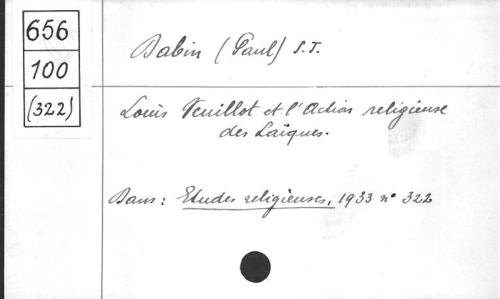 656
100
(322)
Babin (Paul) S.J.
Louis Veuillot et l'Action religieuse
des Laïques.
Dans : Etudes religieuses, 1933 n° 322